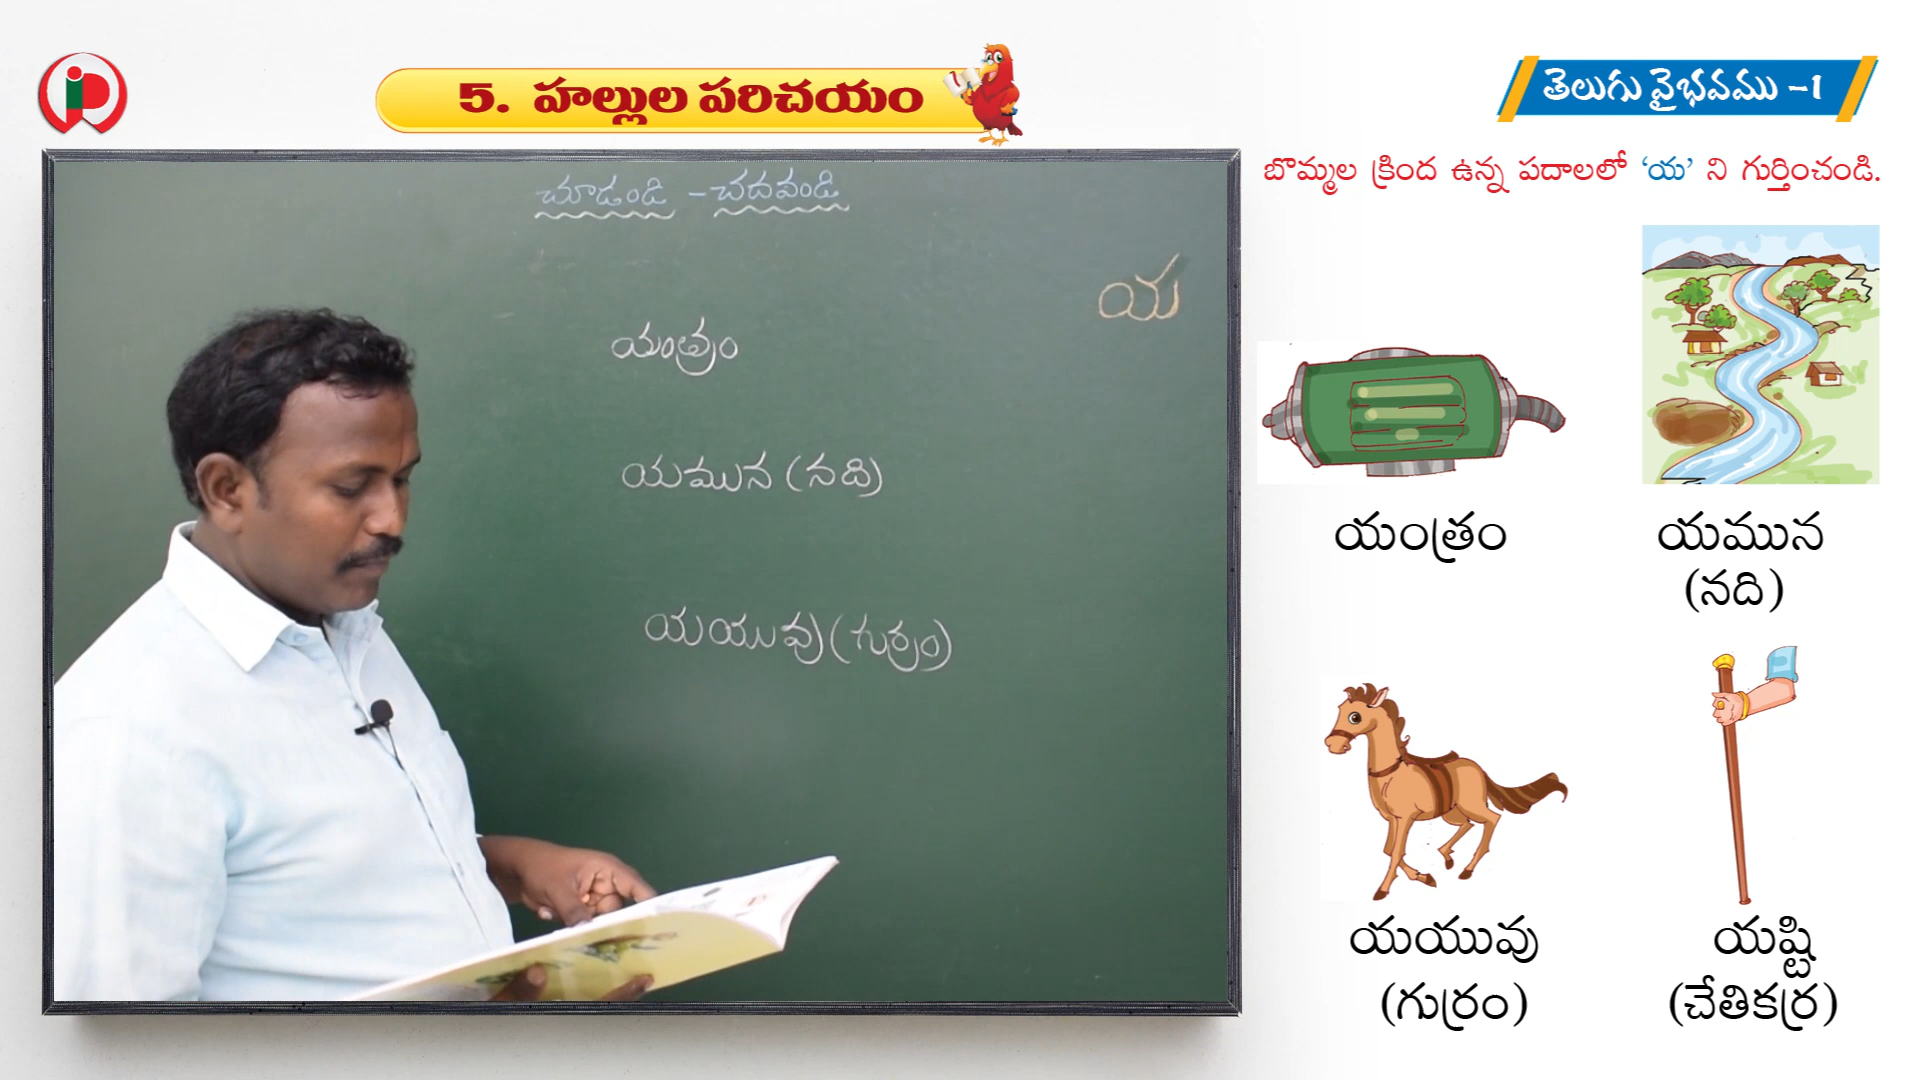 5. హల్లుల పరిచయం
తెలుగు వైభవము -1
బొమ్మల క్రింద ఉన్న పదాలలో ‘య’ ని గుర్తించండి.
చూడండి - చదవండి
య
యంత్రం
యమున (నది)
యయువు (గుర్రం)
యంత్రం
యమున
(నది)
యయువు
(గుర్రం)
యష్టి
(చేతికర్ర)